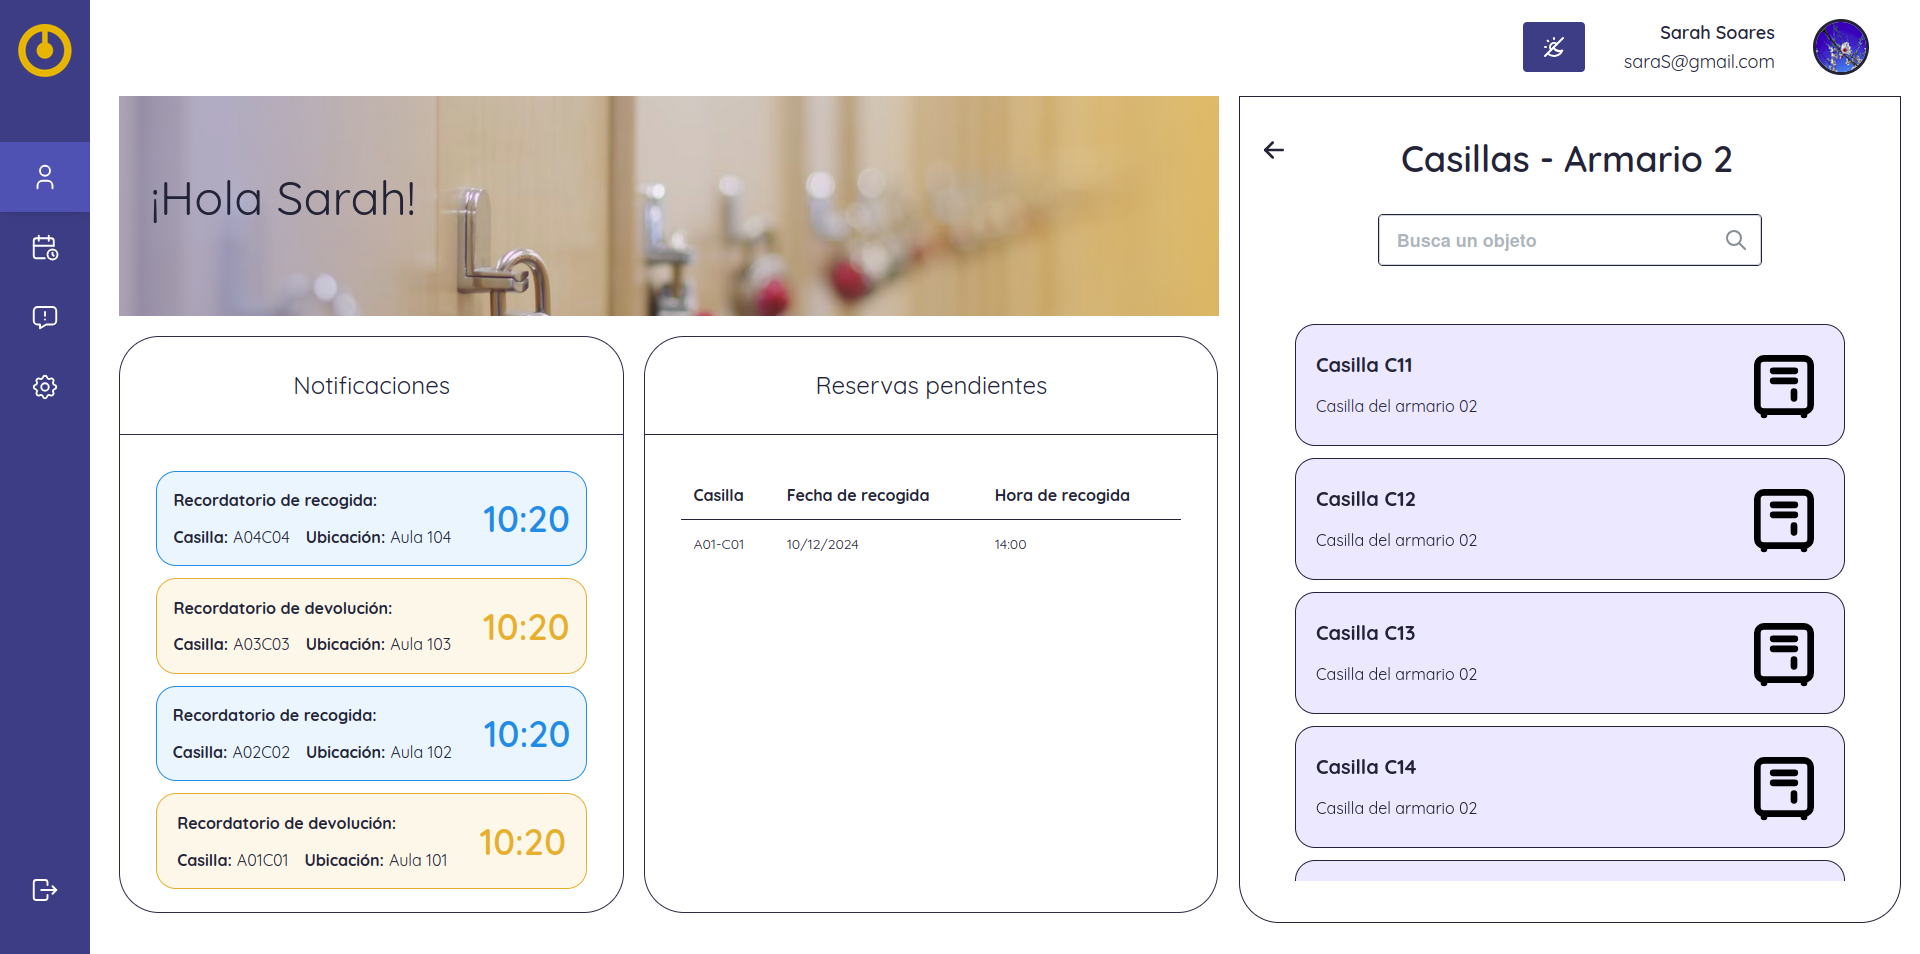 Sarah Soares
saraS@gmail.com
¡Hola Sarah!
Notificaciones
Recordatorio de recogida:
Casilla: A04C04 Ubicación: Aula 104
10:20
Recordatorio de devolución:
Casilla: A03C03 Ubicación: Aula 103
10:20
Recordatorio de recogida:
Casilla: A02C02 Ubicación: Aula 102
10:20
Recordatorio de devolución:
Casilla: A01C01 Ubicación: Aula 101
10:20
Reservas pendientes
Casilla Fecha de recogida Hora de recogida
A01-C01 10/12/2024 14:00
Casillas - Armario 2
Busca un objeto
Casilla C11
Casilla del armario 02
Casilla C12
Casilla del armario 02
Casilla C13
Casilla del armario 02
Casilla C14
Casilla del armario 02